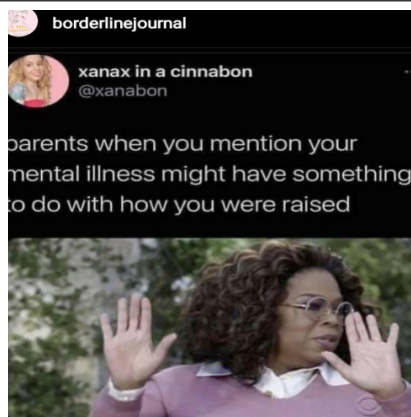 borderlinejournal
xanax in a cinnabon
@xanabon
parents when you mention your
mental illness might have something
to do with how you were raised